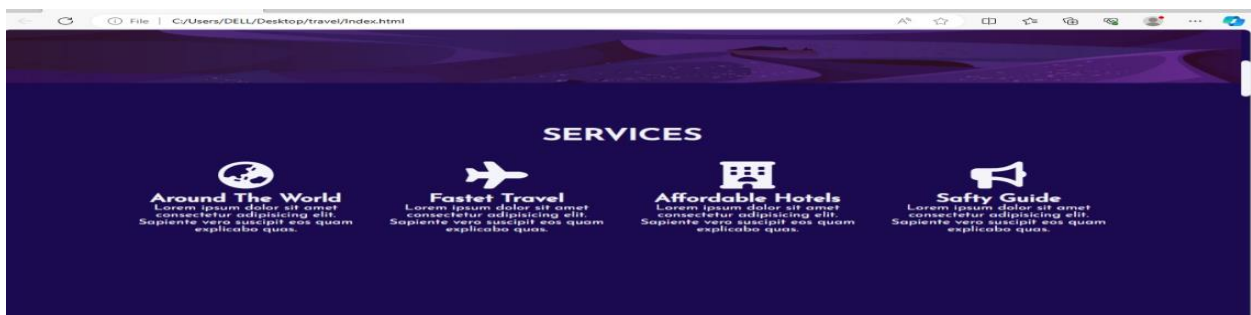 File | C:/Users/DELL/Desktop/travel/Index.html
SERVICES
Around The World
Lorem ipsum dolor sit amet
consectetur adipisicing elit.
Sapiente vero suscipit eos quam
explicabo quas.
Fastet Travel
Lorem ipsum dolor sit amet
consectetur adipisicing elit.
Sapiente vero suscipit eos quam
explicabo quas.
Affordable Hotels
Lorem ipsum dolor sit amet
consectetur adipisicing elit.
Sapiente vero suscipit eos quam
explicabo quas.
Safty Guide
Lorem ipsum dolor sit amet
consectetur adipisicing elit.
Sapiente vero suscipit eos quam
explicabo quas.